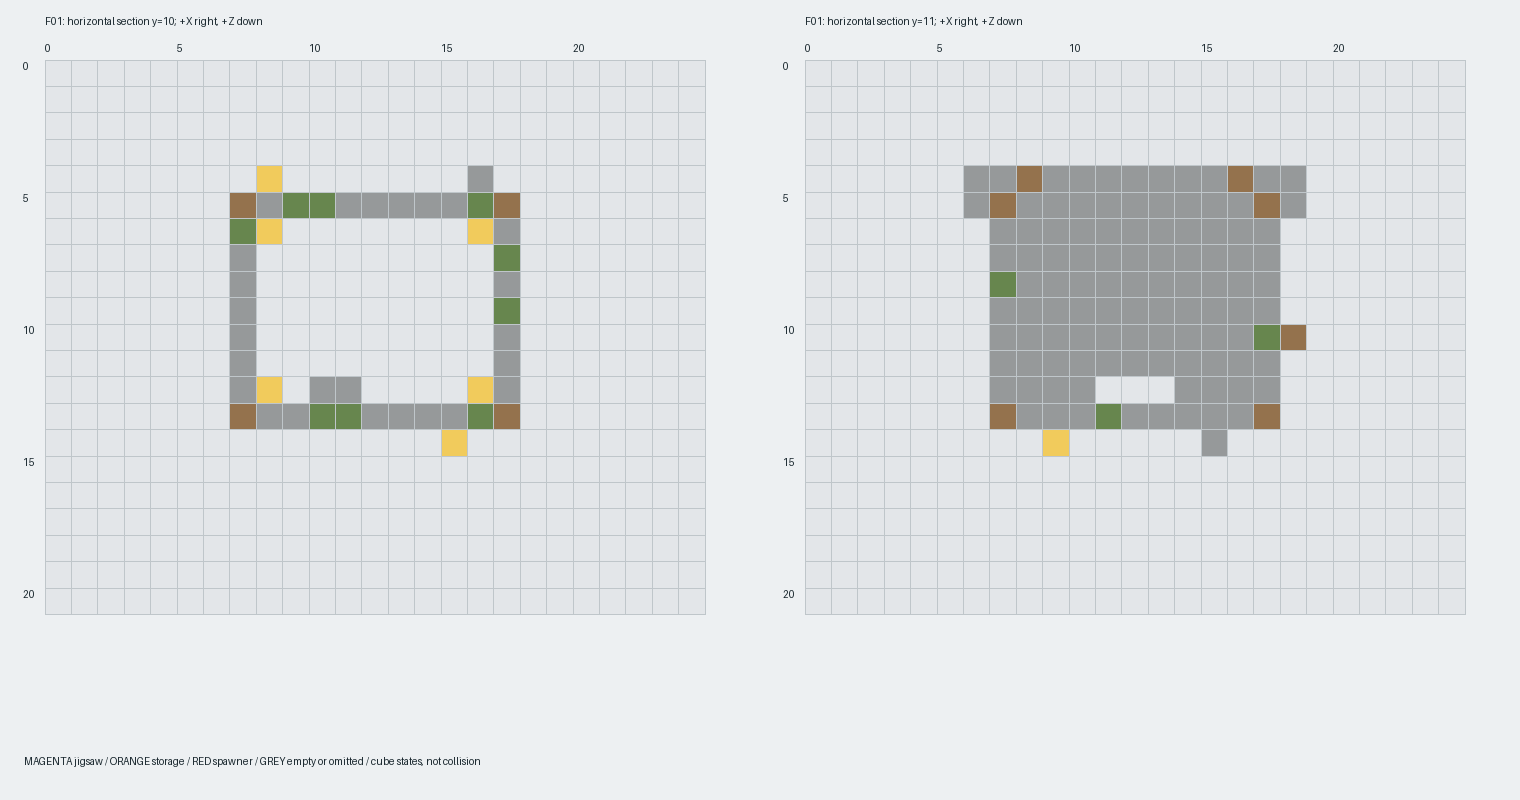 F01: horizontal section y=10; +X right, +Z down
0 5 10 15 20
0
5
10
15
20
F01: horizontal section y=11; +X right, +Z down
0 5 10 15 20
0
5
10
15
20
MAGENTA jigsaw / ORANGE storage / RED spawner / GREY empty or omitted / cube states, not collision